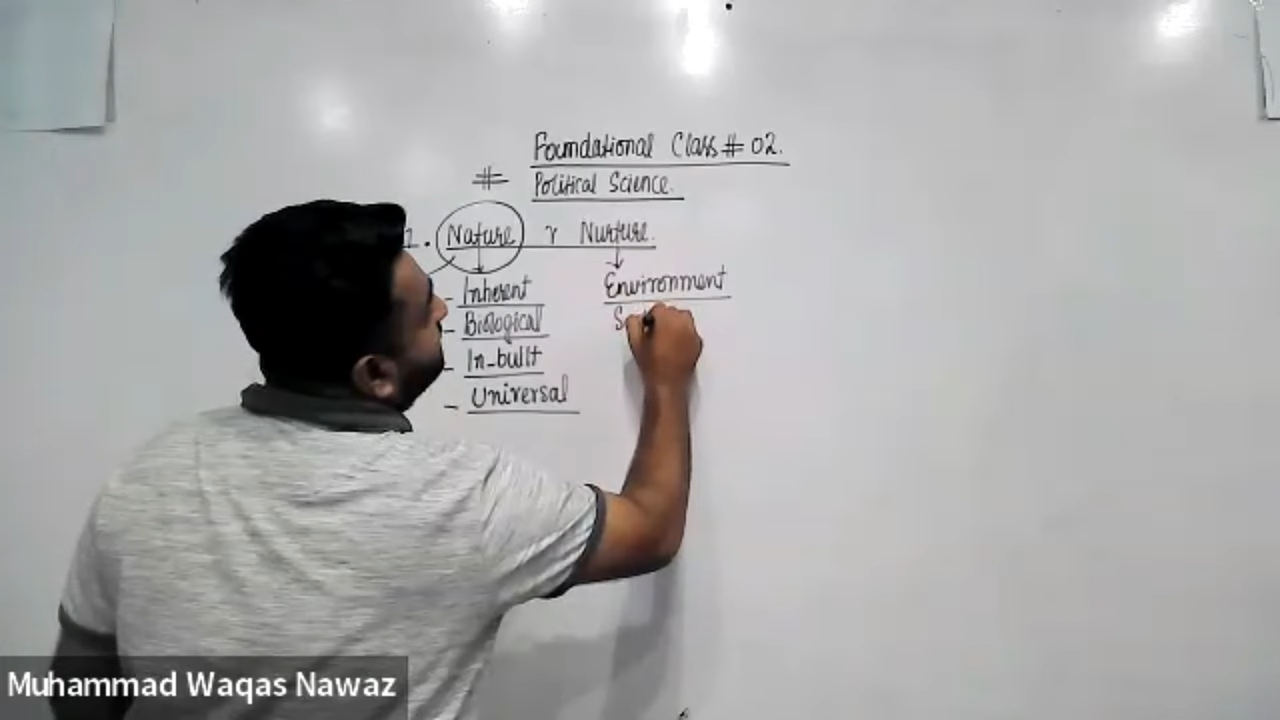 Foundational Class # 02.
# Political Science.
1. Nature r Nurture.
- Inherent
- Biological
- In-built
- Universal
Environment
Muhammad Waqas Nawaz